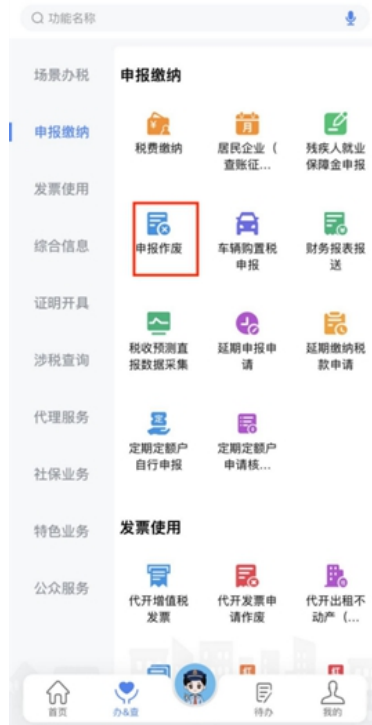 功能名称
场景办税
申报缴纳
发票使用
综合信息
证明开具
涉税查询
代理服务
社保业务
特色业务
公众服务
申报缴纳
税费缴纳
居民企业（
查账征...
残疾人就业
保障金申报
申报作废
车辆购置税
申报
财务报表报
送
税收预测直
报数据采集
延期申报申
请
延期缴纳税
款申请
定期定额户
自行申报
定期定额户
申请核...
发票使用
代开增值税
发票
代开发票申
请作废
代开出租不
动产（...
首页
办&查
待办
我的